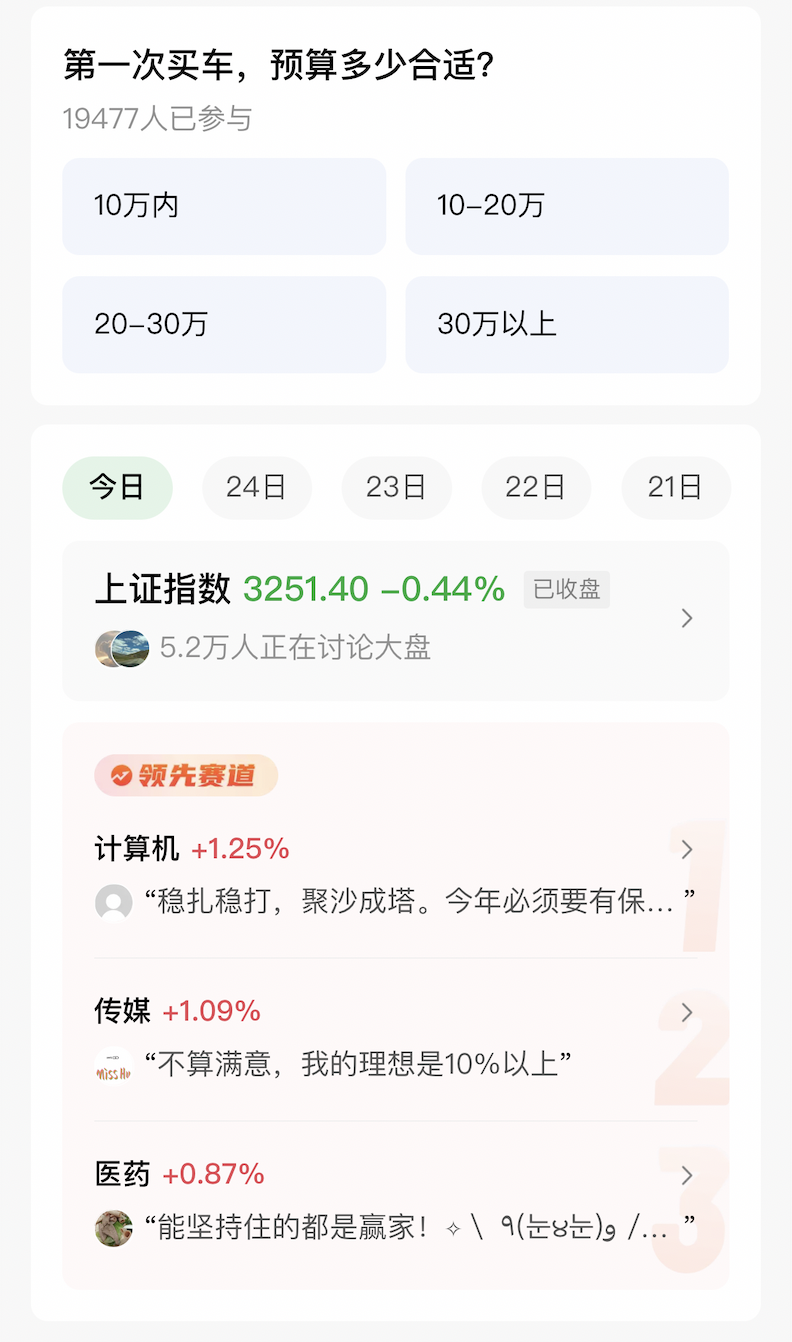 第一次买车，预算多少合适?
19477人已参与
10万内
10–20万
20–30万
30万以上
今日
24日
23日
22日
21日
上证指数 3251.40 –0.44% 已收盘
5.2万人正在讨论大盘
领先赛道
计算机 +1.25%
1
“稳扎稳打，聚沙成塔。今年必须要有保... ”
传媒 +1.09%
2
“不算满意，我的理想是10%以上”
Miss Hu
医药 +0.87%
3
“能坚持住的都是赢家！✧ \ ٩(눈౪눈)و /... ”